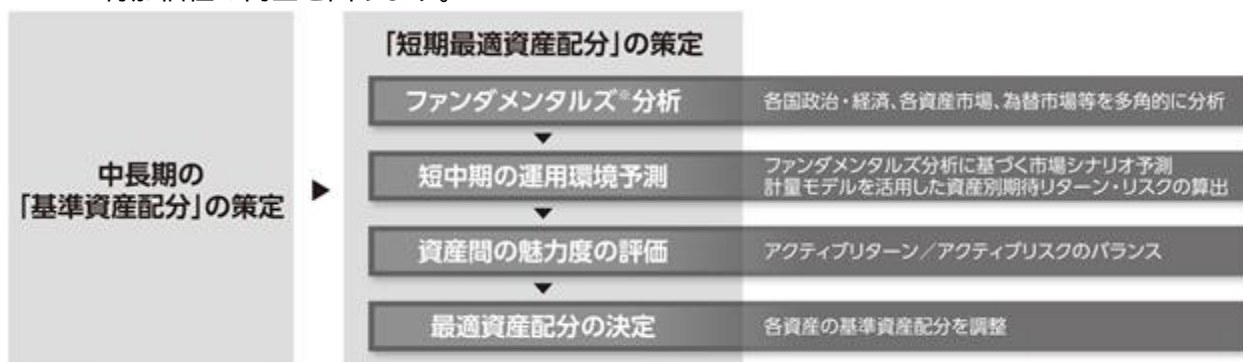 中長期の
「基準資産配分」の策定
▶
「短期最適資産配分」の策定
ファンダメンタルズ※分析
各国政治・経済、各資産市場、為替市場等を多角的に分析
▼
短中期の運用環境予測
ファンダメンタルズ分析に基づく市場シナリオ予測
計量モデルを活用した資産別期待リターン・リスクの算出
▼
資産間の魅力度の評価
アクティブリターン／アクティブリスクのバランス
▼
最適資産配分の決定
各資産の基準資産配分を調整